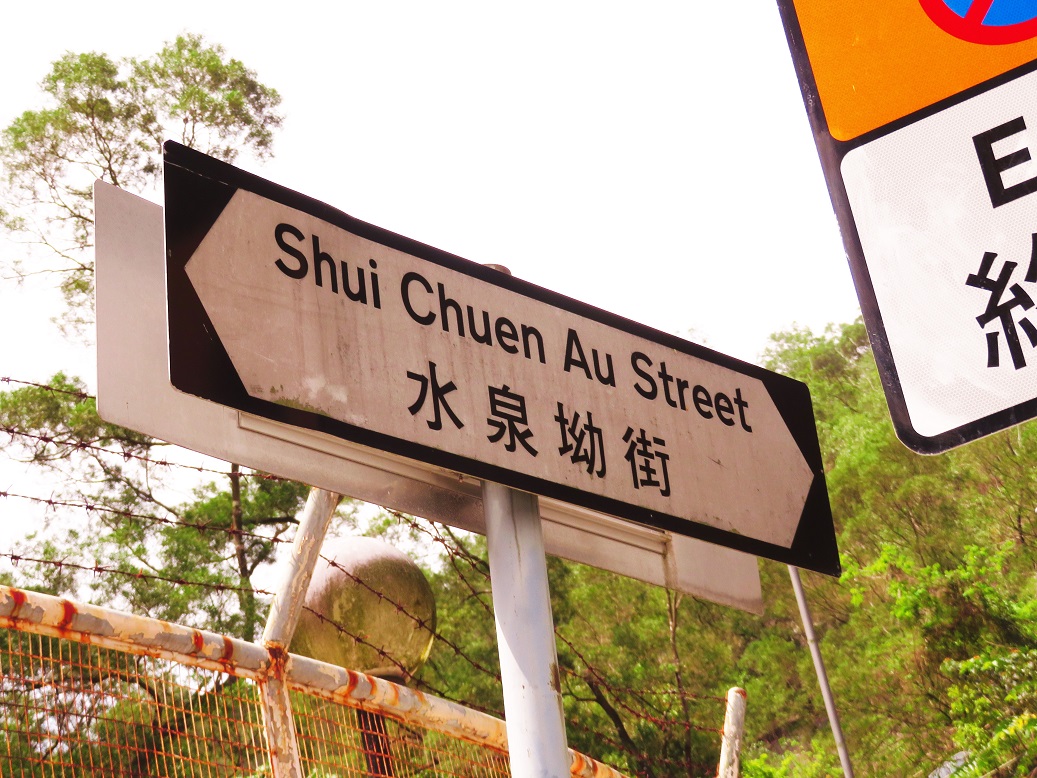 Shui Chuen Au Street
水泉坳街
E